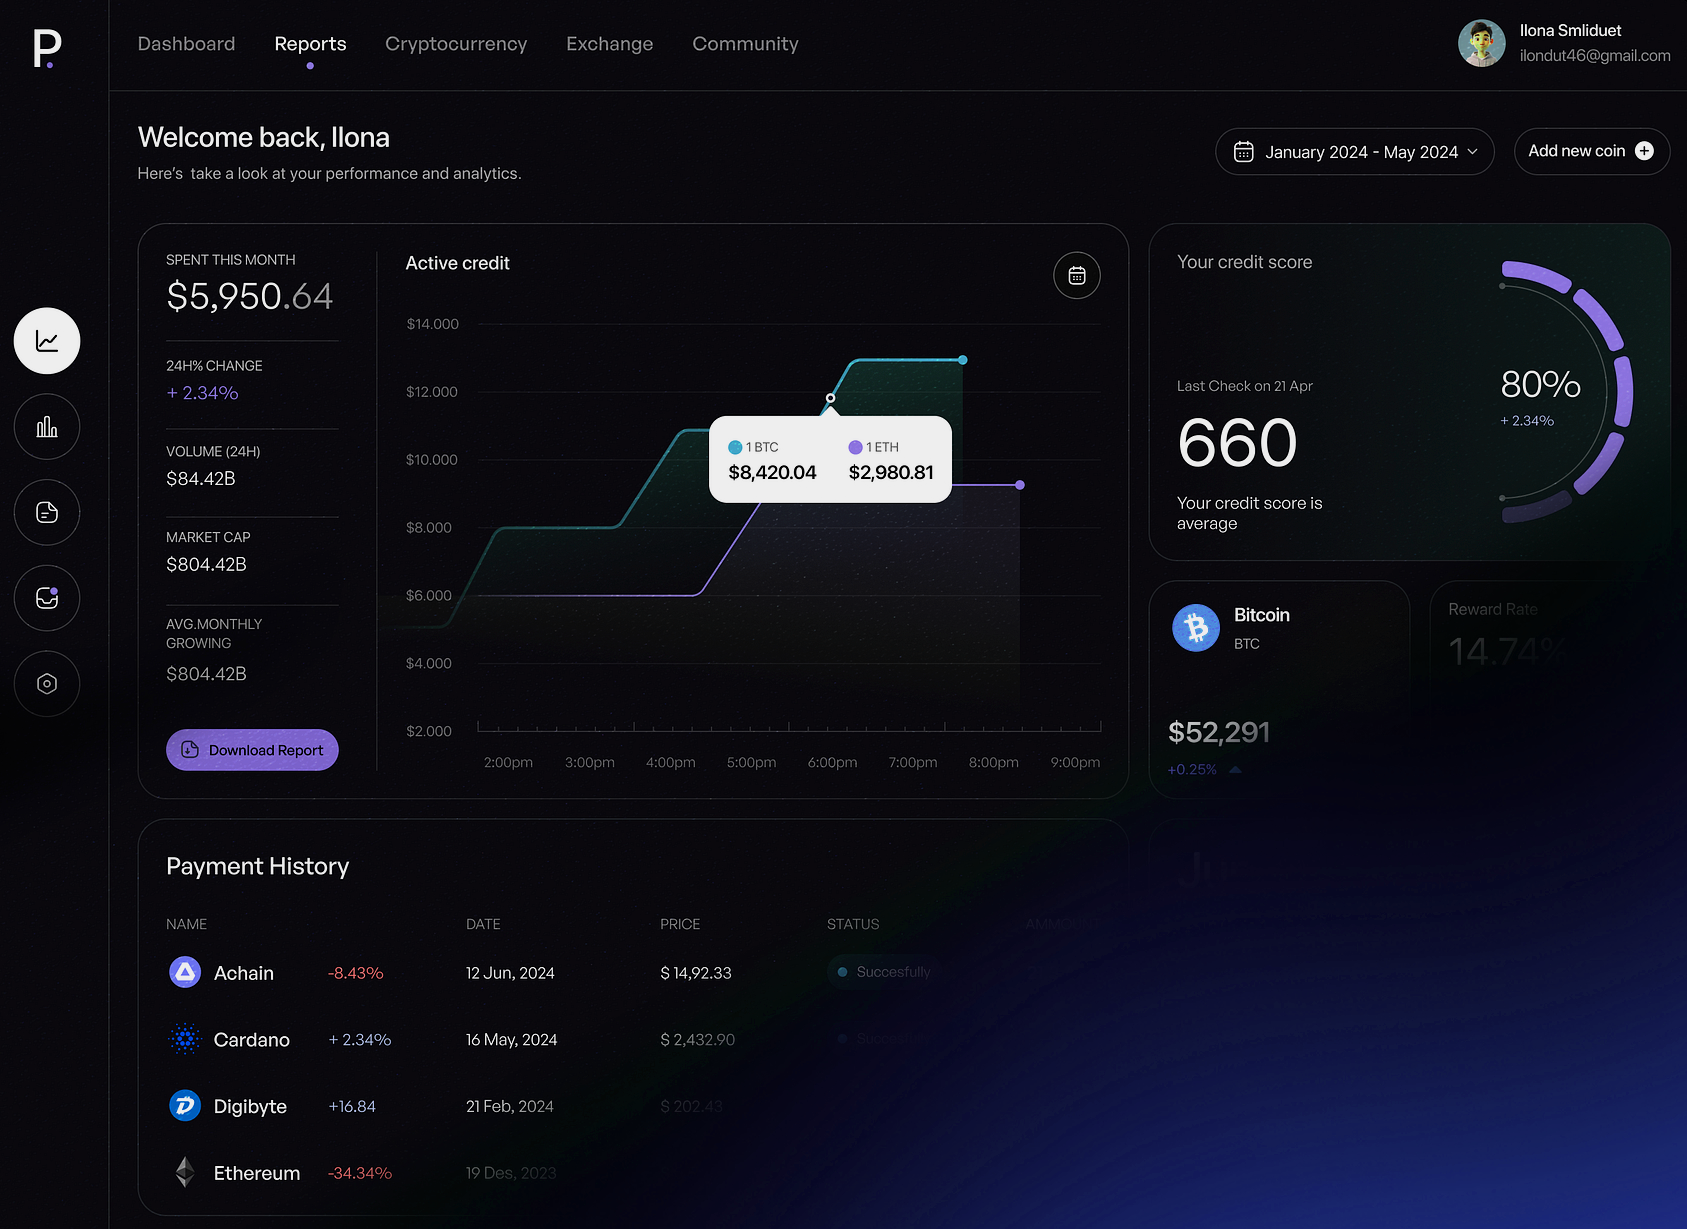 P.
Dashboard
Reports
Cryptocurrency
Exchange
Community
Ilona Smliduet
ilondut46@gmail.com
Welcome back, Ilona
Here's take a look at your performance and analytics.
January 2024 - May 2024
Add new coin
SPENT THIS MONTH
$5,950.64
24H% CHANGE
+ 2.34%
VOLUME (24H)
$84.42B
MARKET CAP
$804.42B
AVG.MONTHLY
GROWING
$804.42B
Download Report
Active credit
$14.000
$12.000
$10.000
$8.000
$6.000
$4.000
$2.000
1 BTC
$8,420.04
1 ETH
$2,980.81
2:00pm 3:00pm 4:00pm 5:00pm 6:00pm 7:00pm 8:00pm 9:00pm
Your credit score
Last Check on 21 Apr
660
Your credit score is
average
80%
+ 2.34%
Bitcoin
BTC
$52,291
+0.25%
Reward Rate
14.74%
Payment History
NAME DATE PRICE STATUS AMMOUNT
Achain -8.43% 12 Jun, 2024 $ 14,92.33 Succesfully
Cardano + 2.34% 16 May, 2024 $ 2,432.90
Digibyte +16.84 21 Feb, 2024 $ 202.43
Ethereum -34.34% 19 Des, 2023